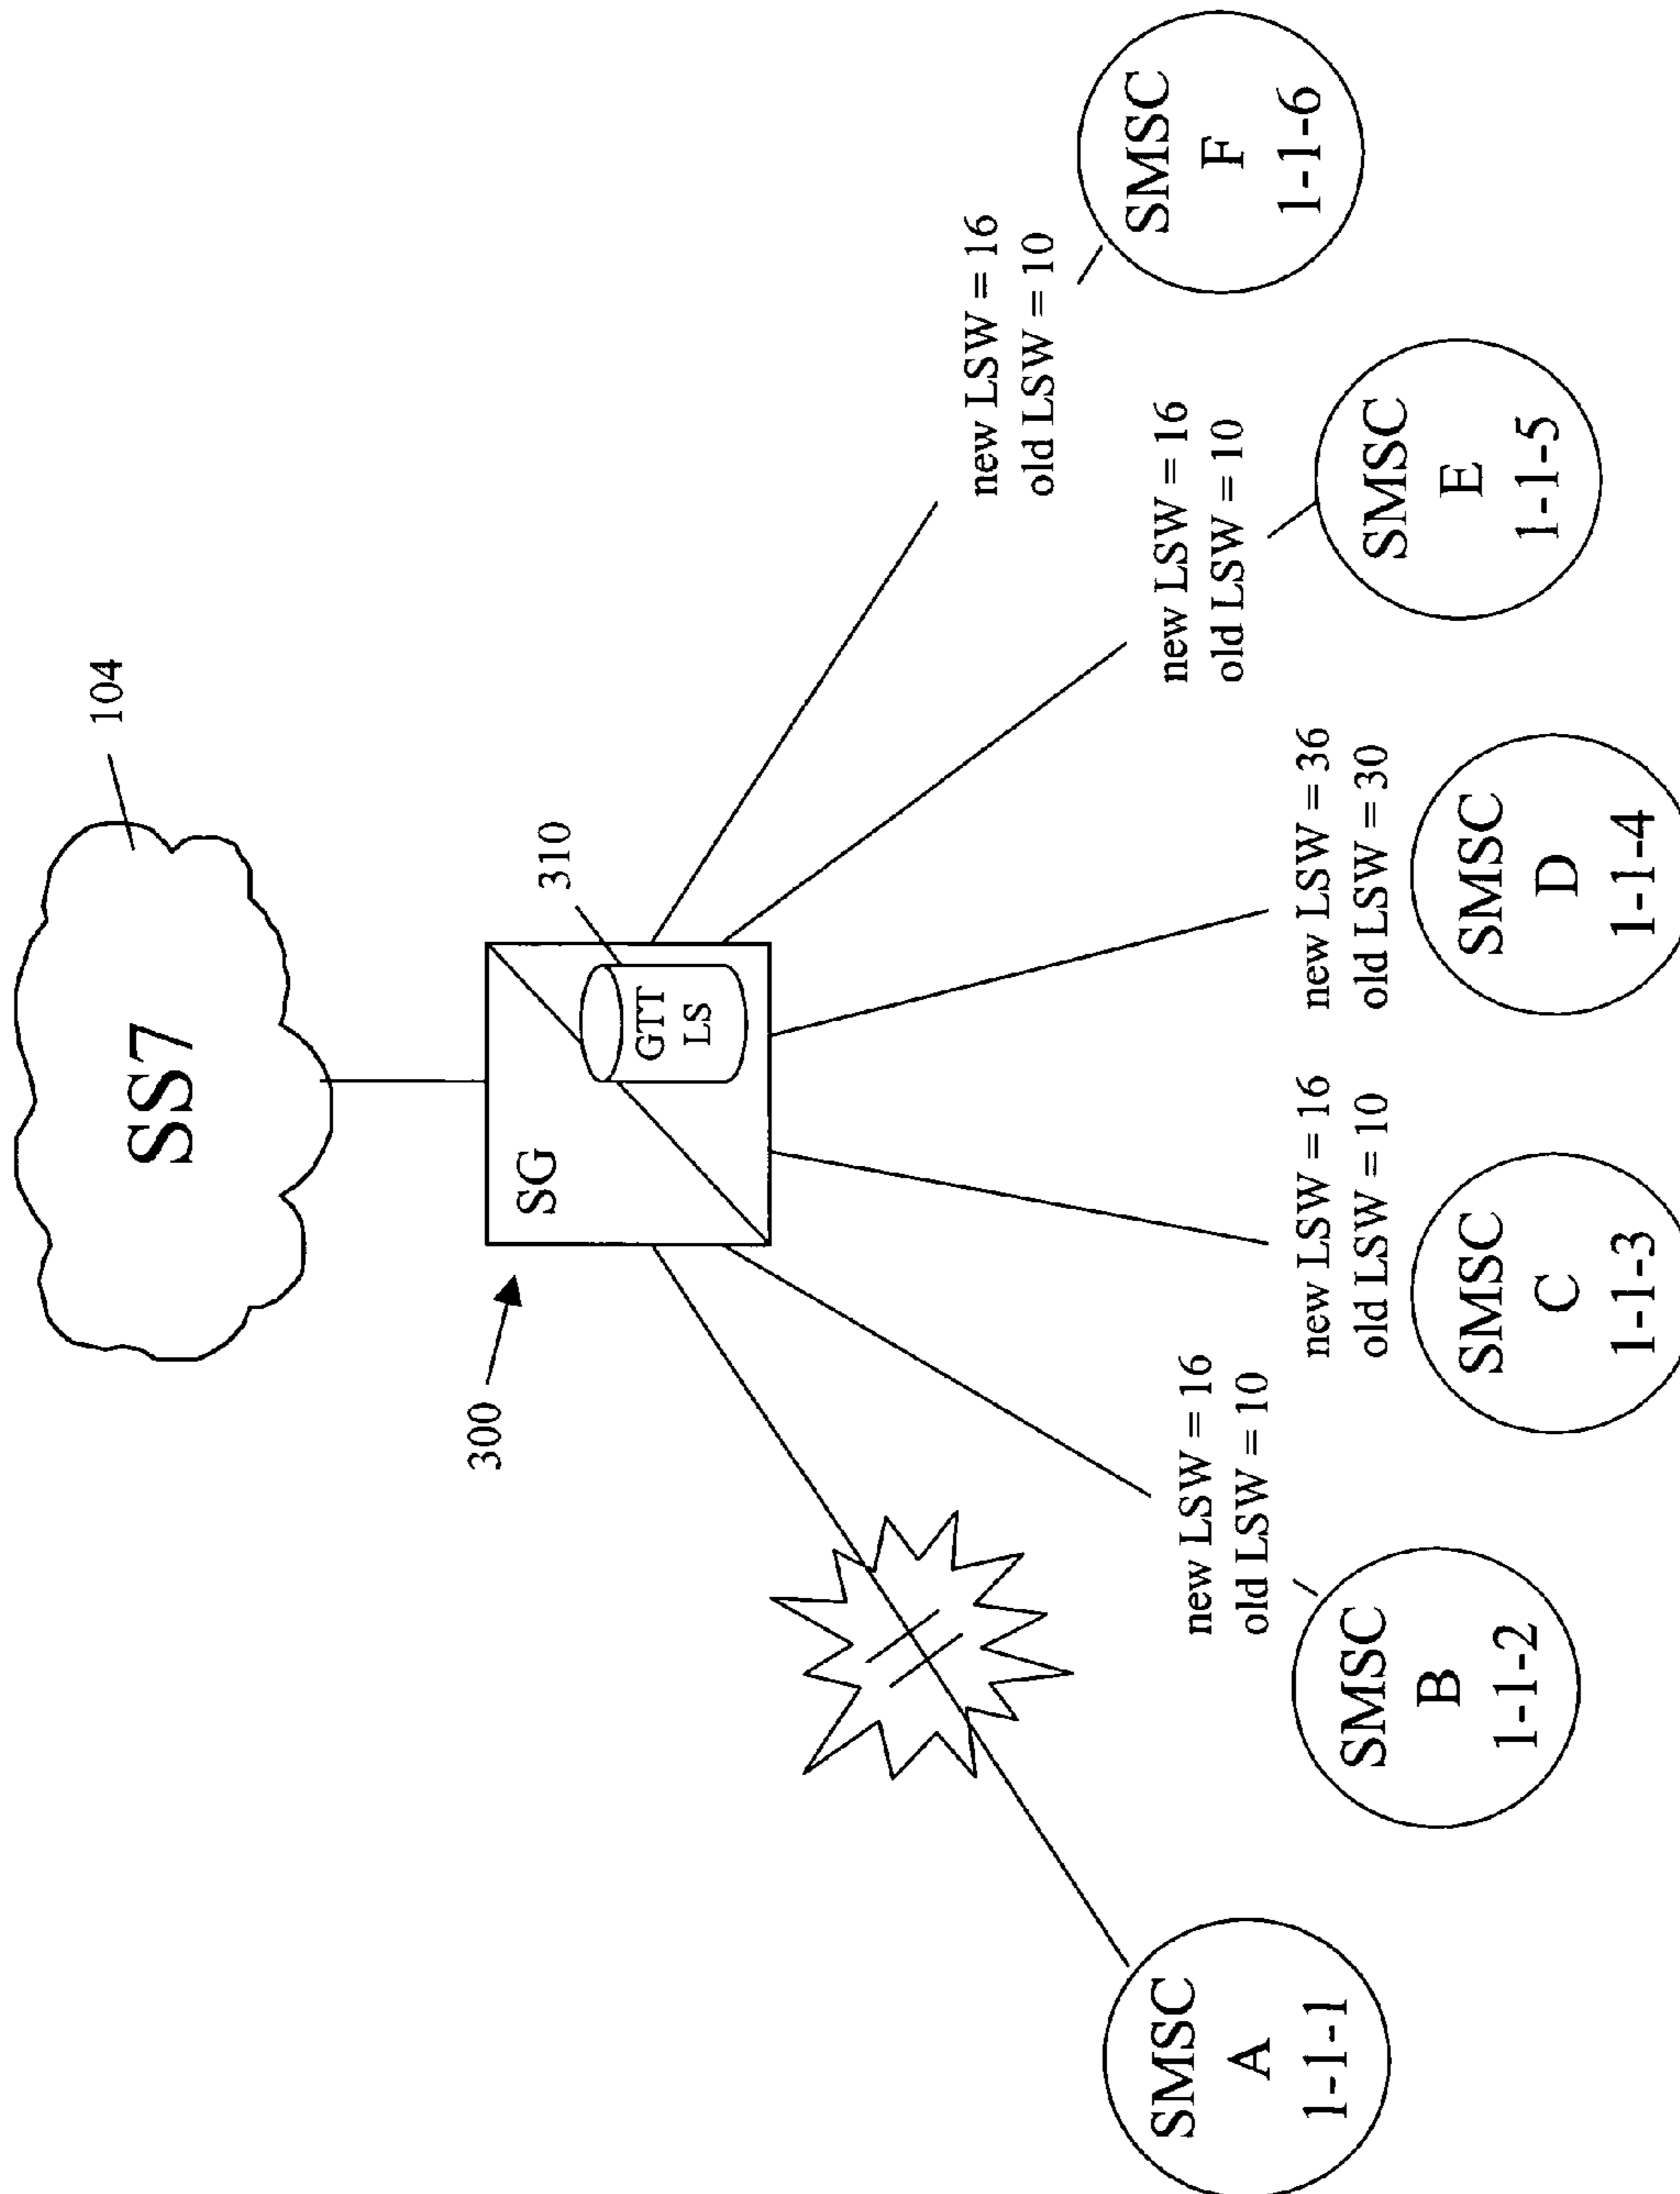 SS7
104
300
SG
310
GTT
LS
new LSW = 16
old LSW = 10
new LSW = 16
old LSW = 10
new LSW = 36
old LSW = 30
new LSW = 16
old LSW = 10
new LSW = 16
old LSW = 10
SMSC
A
1-1-1
SMSC
B
1-1-2
SMSC
C
1-1-3
SMSC
D
1-1-4
SMSC
E
1-1-5
SMSC
F
1-1-6